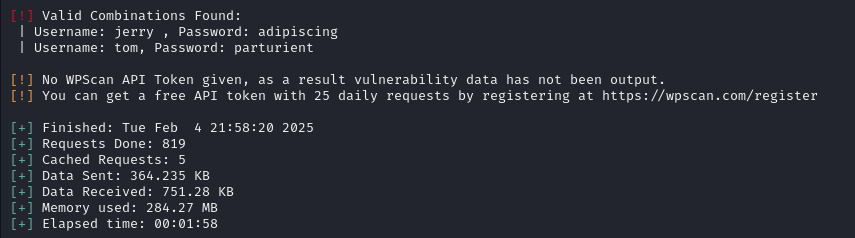 [!] Valid Combinations Found:
 | Username: jerry , Password: adipiscing
 | Username: tom, Password: parturient

[!] No WPScan API Token given, as a result vulnerability data has not been output.
[!] You can get a free API token with 25 daily requests by registering at https://wpscan.com/register

[+] Finished: Tue Feb  4 21:58:20 2025
[+] Requests Done: 819
[+] Cached Requests: 5
[+] Data Sent: 364.235 KB
[+] Data Received: 751.28 KB
[+] Memory used: 284.27 MB
[+] Elapsed time: 00:01:58